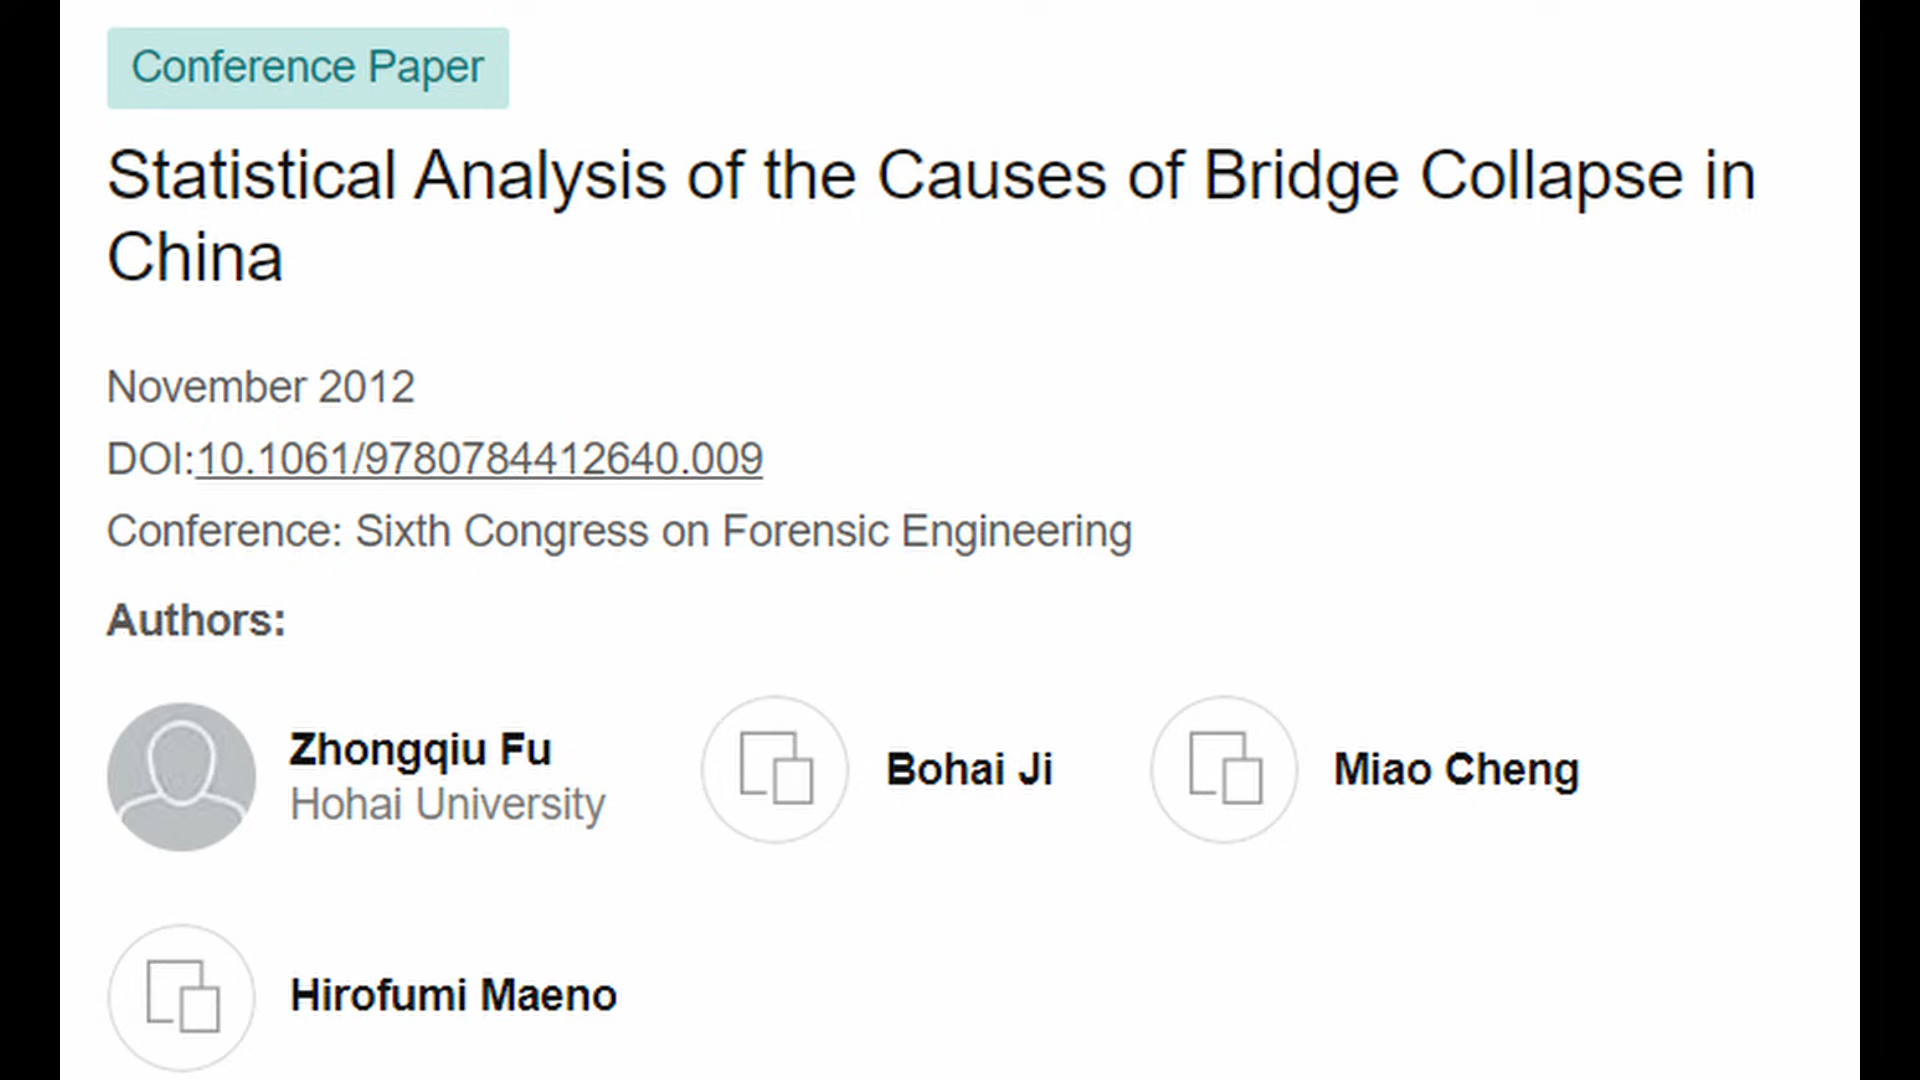 Conference Paper
Statistical Analysis of the Causes of Bridge Collapse in
China
November 2012
DOI:10.1061/9780784412640.009
Conference: Sixth Congress on Forensic Engineering
Authors:
Zhongqiu Fu
Hohai University
Bohai Ji
Miao Cheng
Hirofumi Maeno